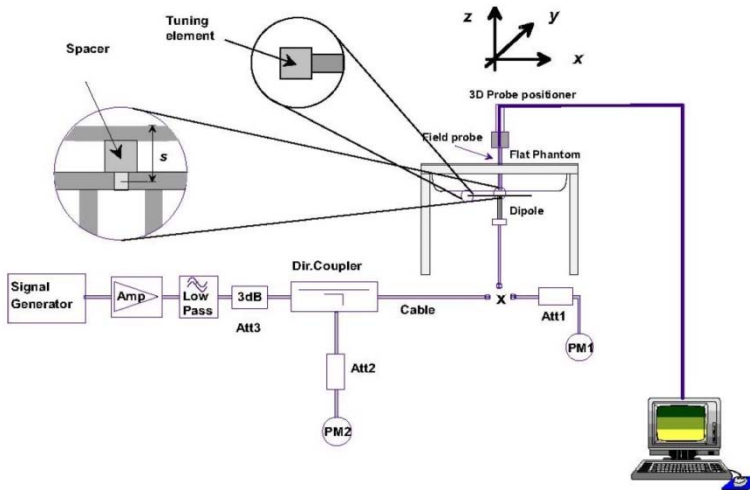 Tuning
element
Spacer
s
z
y
x
3D Probe positioner
Field probe
Flat Phantom
Dipole
Signal
Generator
Amp
Low
Pass
3dB
Att3
Dir.Coupler
Cable
x
Att1
PM1
Att2
PM2